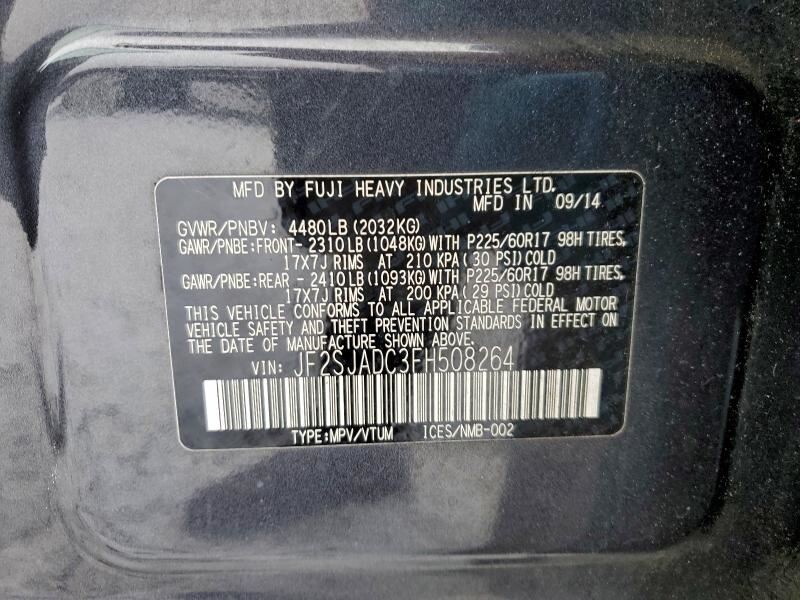 MFD BY FUJI HEAVY INDUSTRIES LTD.
MFD IN 09/14
GVWR/PNBV: 4480LB(2032KG)
GAWR/PNBE:FRONT- 2310LB(1048KG)WITH P225/60R17 98H TIRES,
17X7J RIMS AT 210 KPA(30 PSI)COLD
GAWR/PNBE:REAR - 2410LB(1093KG)WITH P225/60R17 98H TIRES,
17X7J RIMS AT 200 KPA(29 PSI)COLD
THIS VEHICLE CONFORMS TO ALL APPLICABLE FEDERAL MOTOR
VEHICLE SAFETY AND THEFT PREVENTION STANDARDS IN EFFECT ON
THE DATE OF MANUFACTURE SHOWN ABOVE.
VIN: JF2SJADC3FH508264
TYPE:MPV/VTUM ICES/NMB-002